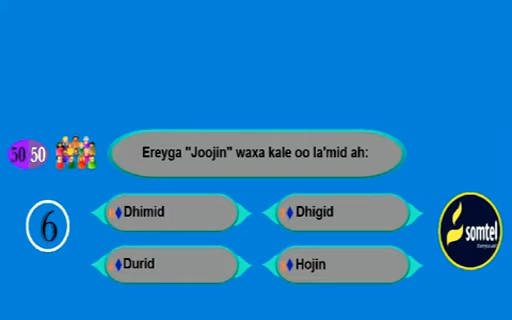 50 50
Ereyga "Joojin" waxa kale oo la'mid ah:
6
Dhimid
Dhigid
Durid
Hojin
somtel